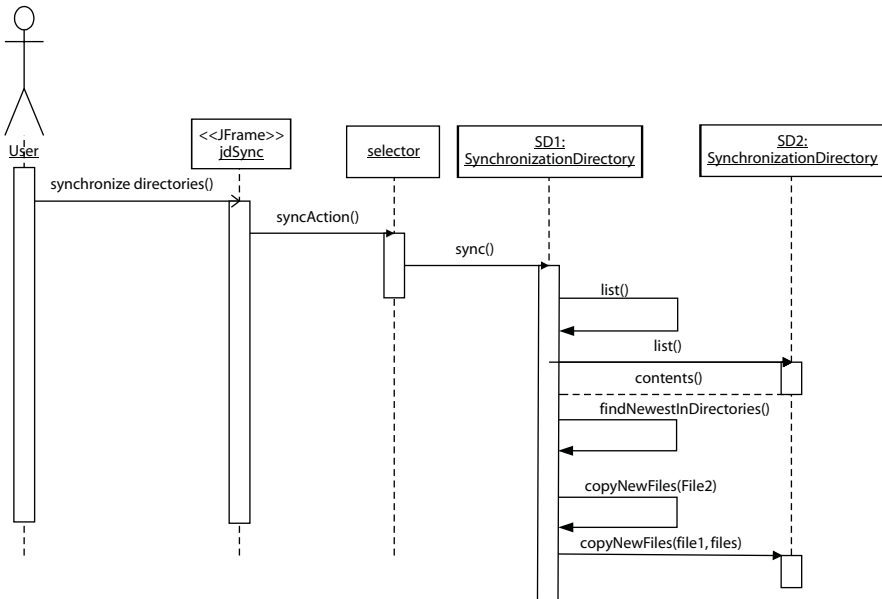 <<JFrame>>
jdSync
selector
SD1:
SynchronizationDirectory
SD2:
SynchronizationDirectory
User
synchronize directories()
syncAction()
sync()
list()
list()
contents()
findNewestInDirectories()
copyNewFiles(File2)
copyNewFiles(file1, files)